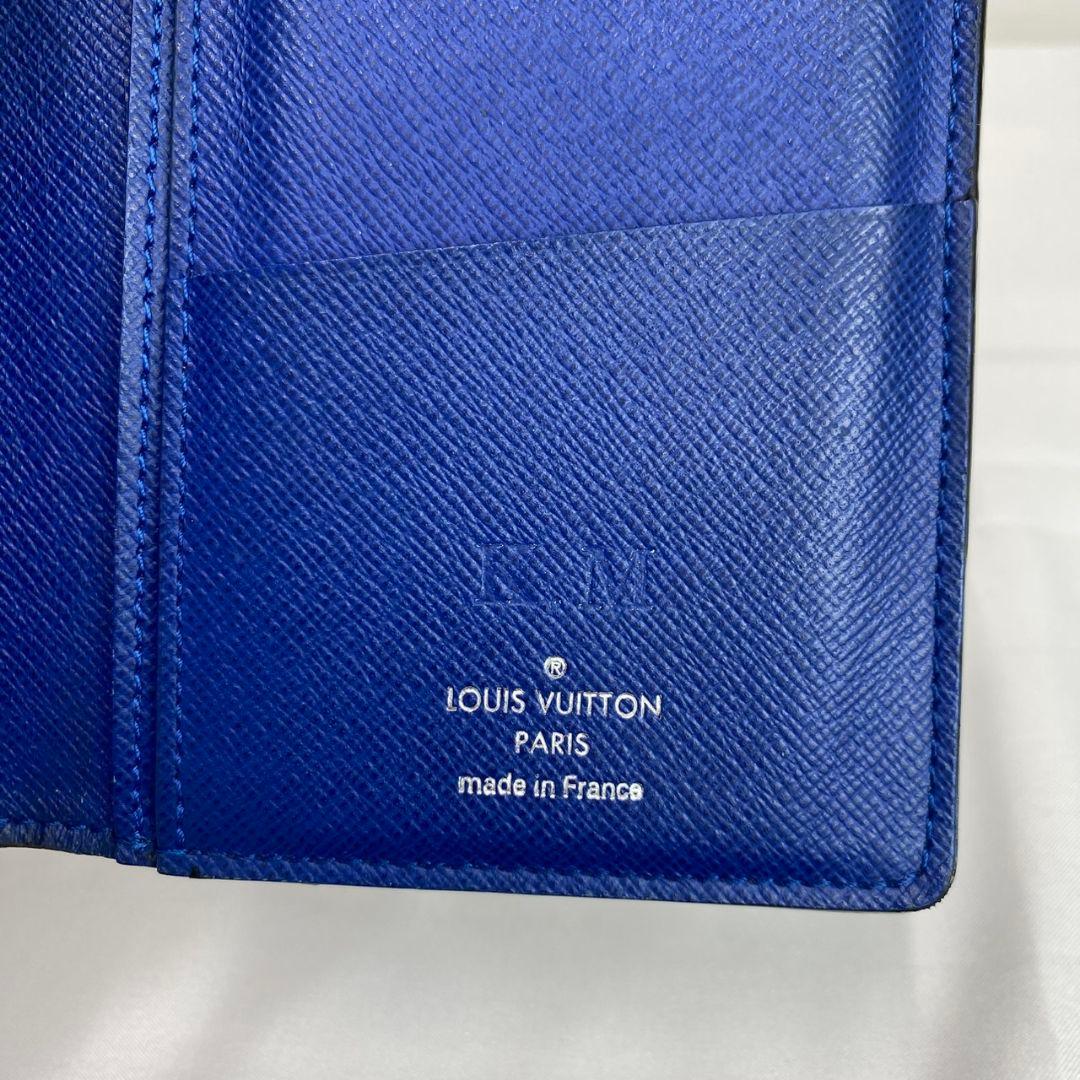 K.M
®
LOUIS VUITTON
PARIS
made in France